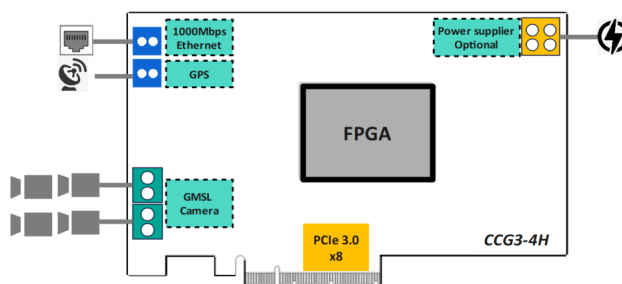 1000Mbps
Ethernet
Power supplier
Optional
GPS
FPGA
GMSL
Camera
PCIe 3.0
x8
CCG3-4H